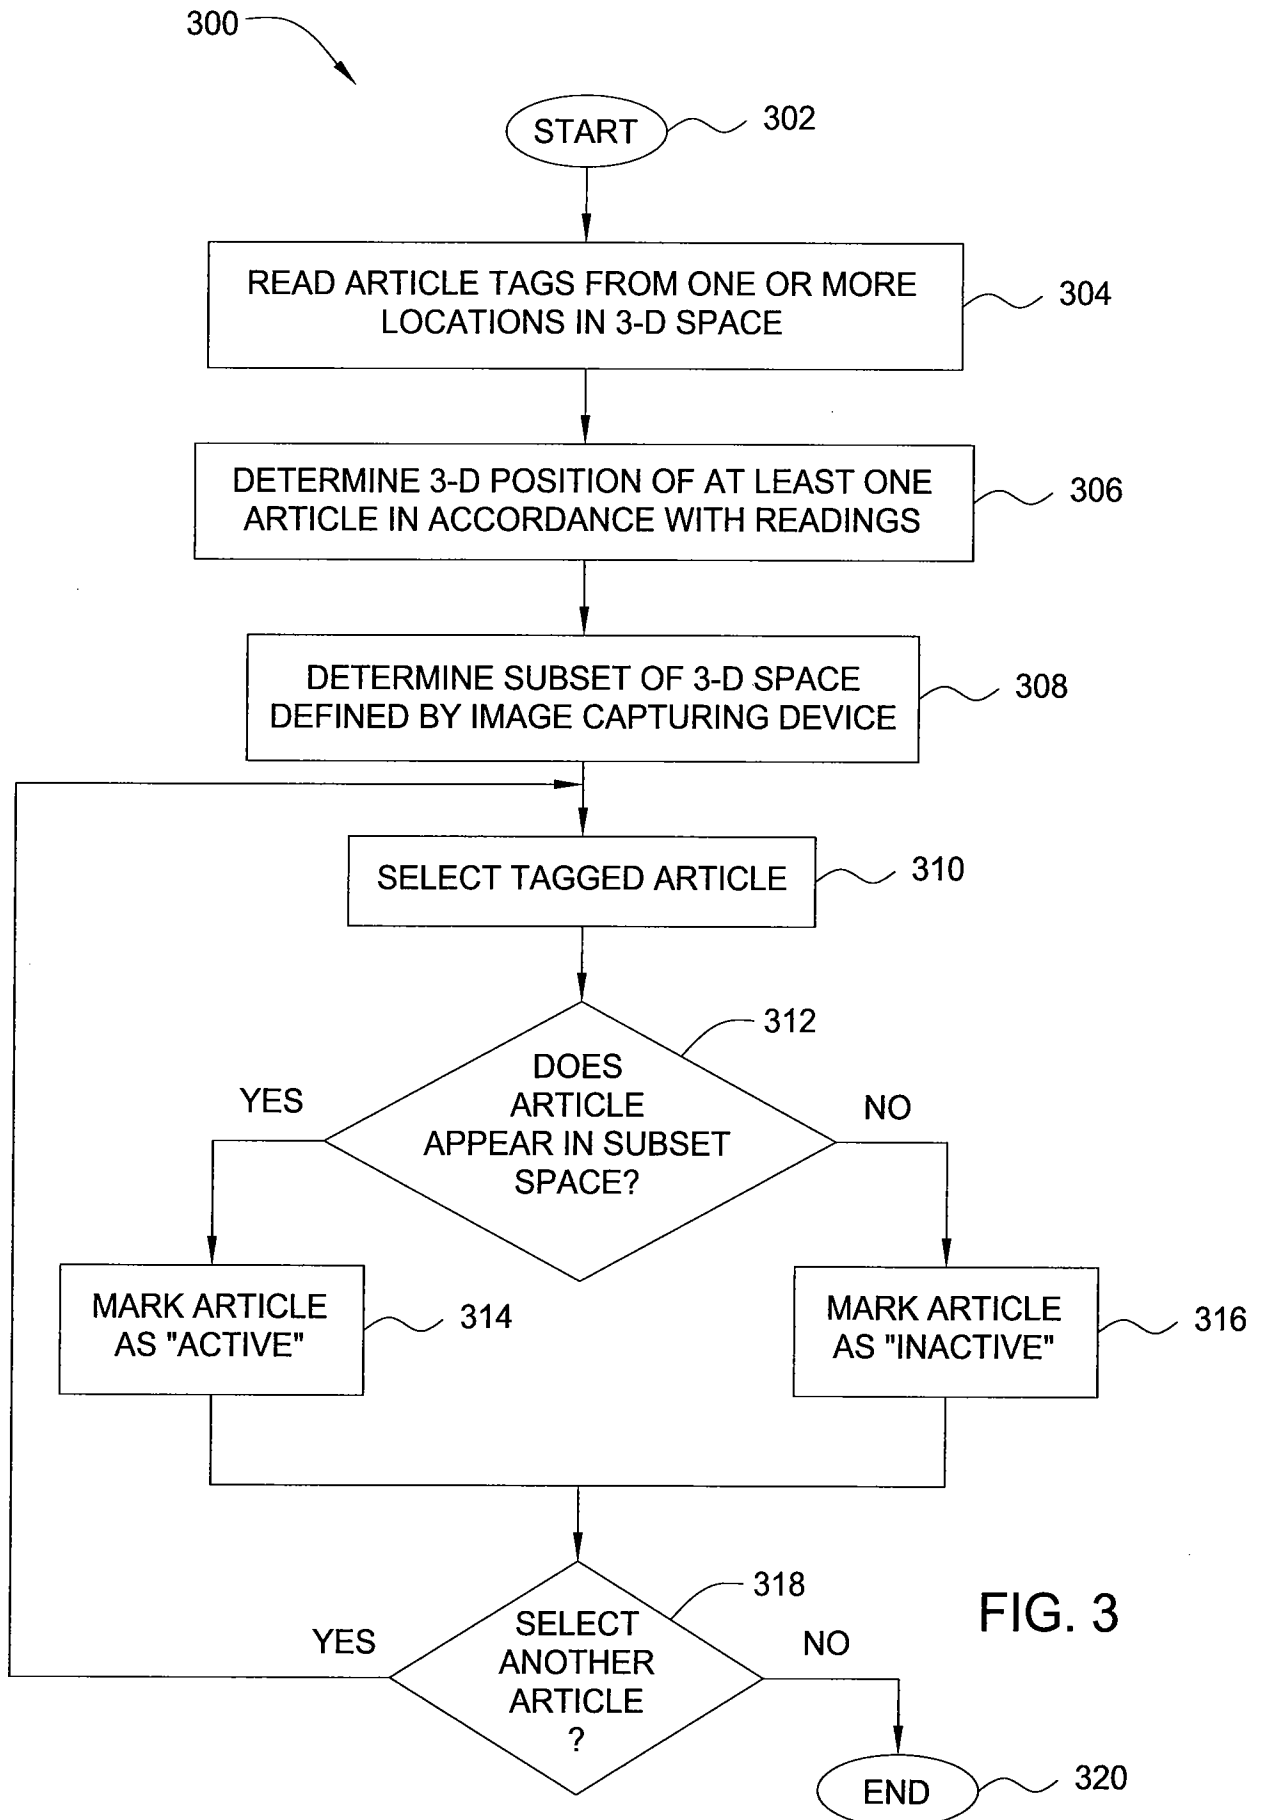 300
START
302
READ ARTICLE TAGS FROM ONE OR MORE
LOCATIONS IN 3-D SPACE
304
DETERMINE 3-D POSITION OF AT LEAST ONE
ARTICLE IN ACCORDANCE WITH READINGS
306
DETERMINE SUBSET OF 3-D SPACE
DEFINED BY IMAGE CAPTURING DEVICE
308
SELECT TAGGED ARTICLE
310
312
DOES
ARTICLE
APPEAR IN SUBSET
SPACE?
YES
NO
MARK ARTICLE
AS "ACTIVE"
314
MARK ARTICLE
AS "INACTIVE"
316
318
SELECT
ANOTHER
ARTICLE
?
YES
NO
FIG. 3
END
320